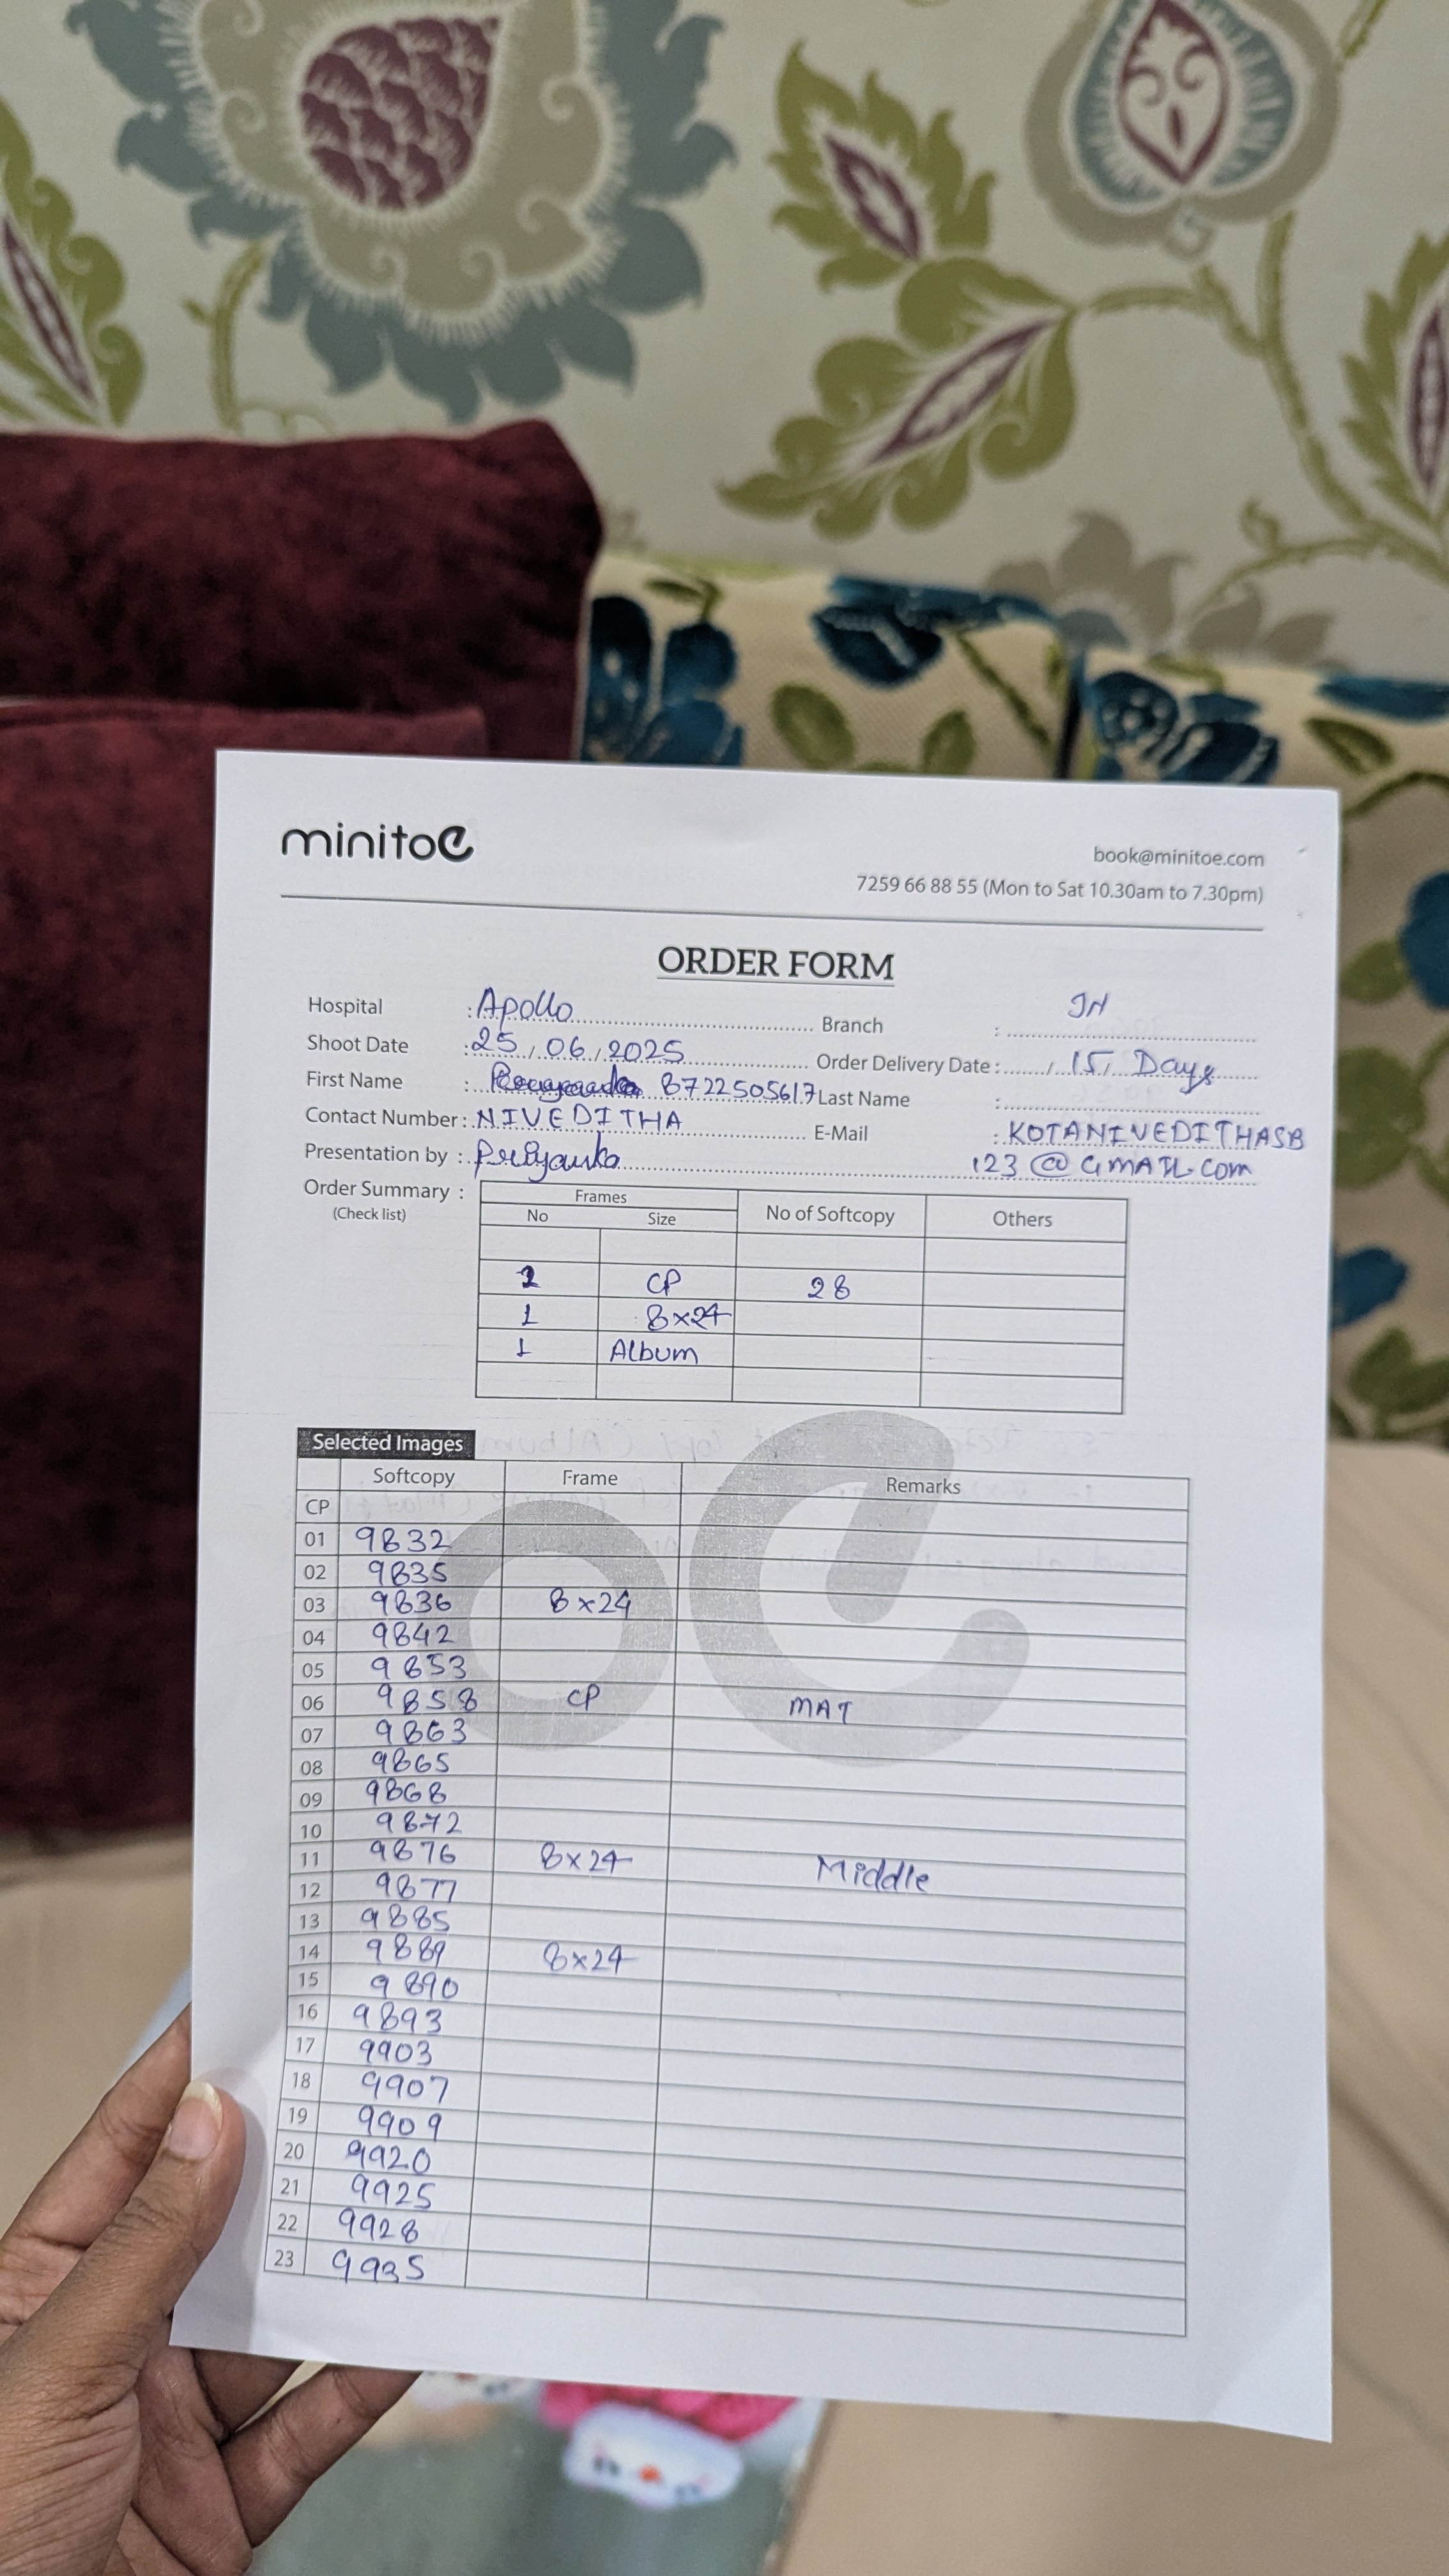 minitoe
book@minitoe.com
7259 66 88 55 (Mon to Sat 10.30am to 7.30pm)
ORDER FORM
Hospital : Apollo Branch : JN
Shoot Date : 25/06/2025 Order Delivery Date : 15 Days
First Name : 8722505617 Last Name :
Contact Number : NIVEDITHA E-Mail : KOTANIVEDITHASB
Presentation by : Priyanka 123@GMAIL.COM
Order Summary :
(Check list)
Frames No of Softcopy Others
No Size
CP 28
1 8x24
1 Album
Selected Images
Softcopy Frame Remarks
CP
01 9832
02 9835
03 9836 8x24
04 9842
05 9853
06 9858 CP MAT
07 9863
08 9865
09 9868
10 9872
11 9876 8x24 Middle
12 9877
13 9885
14 9889 8x24
15 9890
16 9893
17 9903
18 9907
19 9909
20 9920
21 9925
22 9928
23 9935